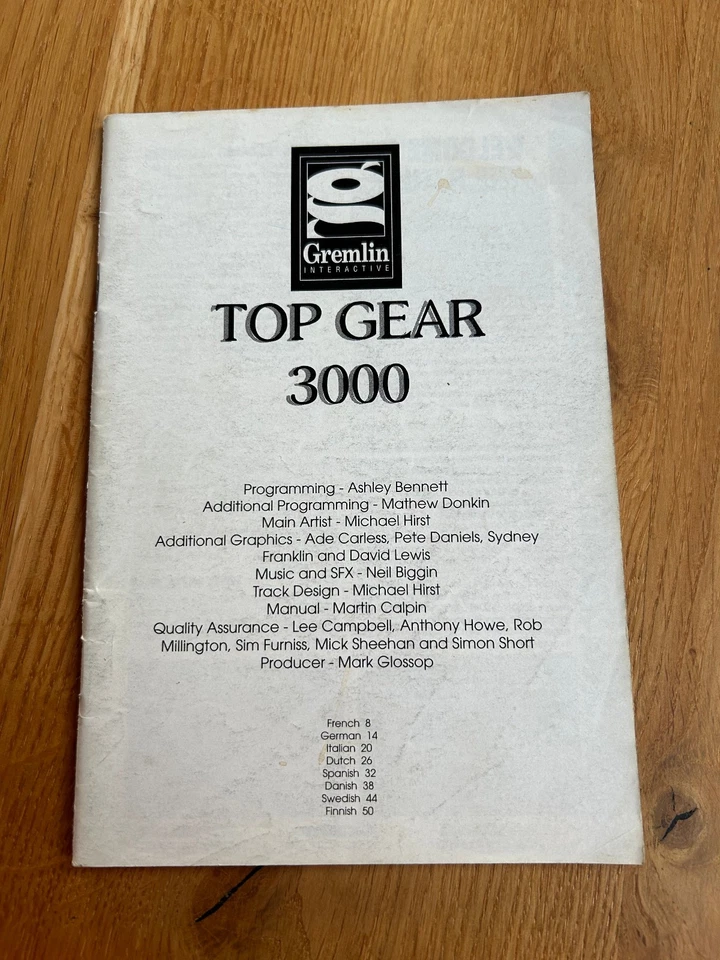 Gremlin
INTERACTIVE
TOP GEAR
3000
Programming - Ashley Bennett
Additional Programming - Mathew Donkin
Main Artist - Michael Hirst
Additional Graphics - Ade Carless, Pete Daniels, Sydney
Franklin and David Lewis
Music and SFX - Neil Biggin
Track Design - Michael Hirst
Manual - Martin Calpin
Quality Assurance - Lee Campbell, Anthony Howe, Rob
Millington, Sim Furniss, Mick Sheehan and Simon Short
Producer - Mark Glossop
French 8
German 14
Italian 20
Dutch 26
Spanish 32
Danish 38
Swedish 44
Finnish 50